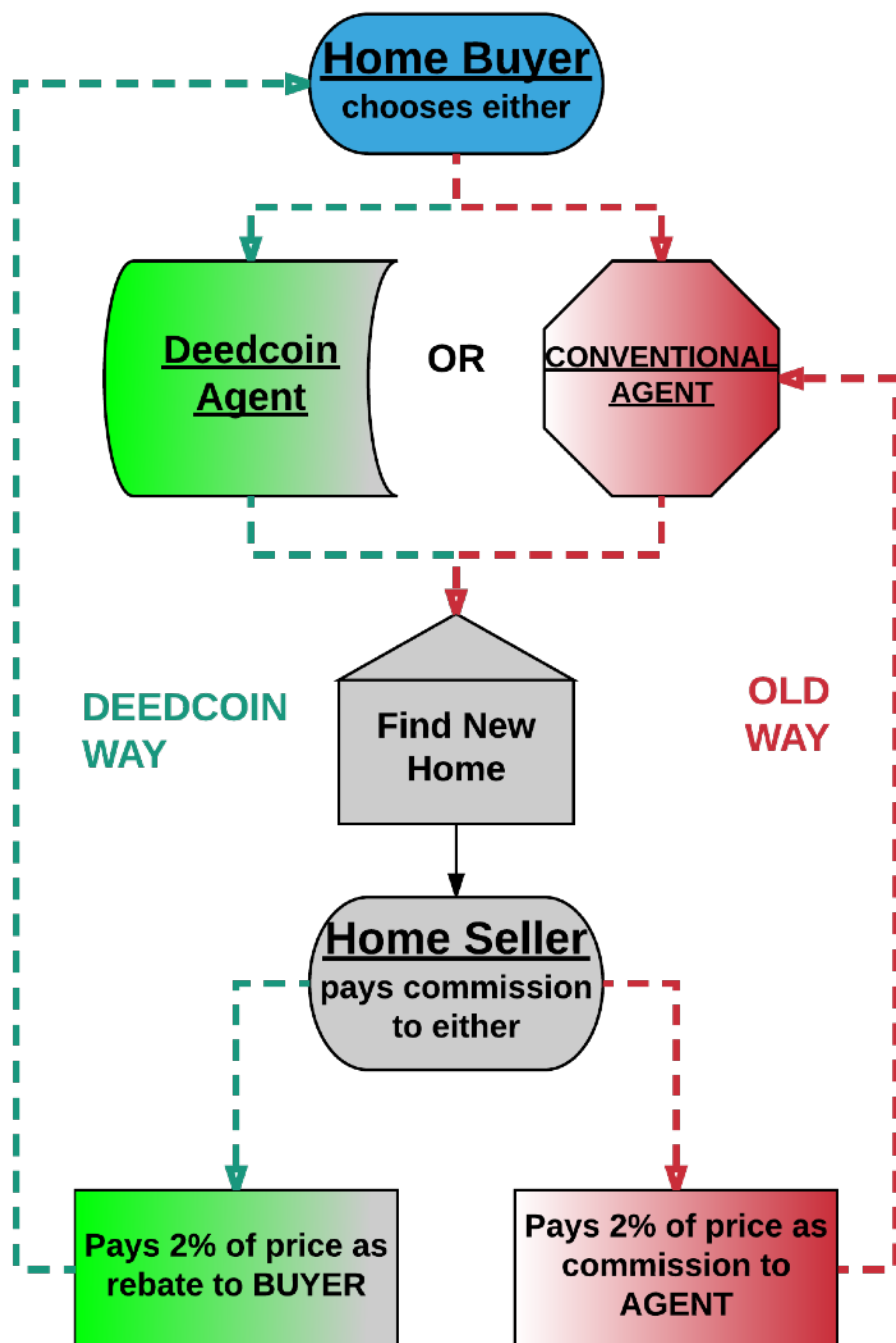 Home Buyer
chooses either
Deedcoin
Agent
OR
CONVENTIONAL
AGENT
DEEDCOIN
WAY
OLD
WAY
Find New
Home
Home Seller
pays commission
to either
Pays 2% of price as
rebate to BUYER
Pays 2% of price as
commission to
AGENT